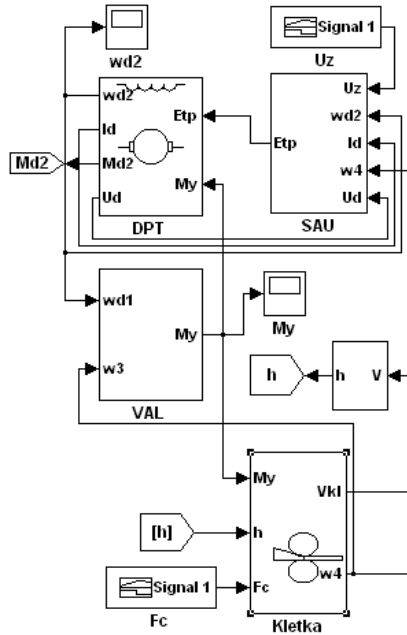 Signal 1
wd2
Uz
wd2
Id
Md2
Ud
Etp
My
Md2
DPT
Etp
Uz
wd2
Id
w4
Ud
SAU
wd1
w3
My
VAL
My
h
h
V
My
h
Fc
Vkl
w4
Kletka
[h]
Signal 1
Fc